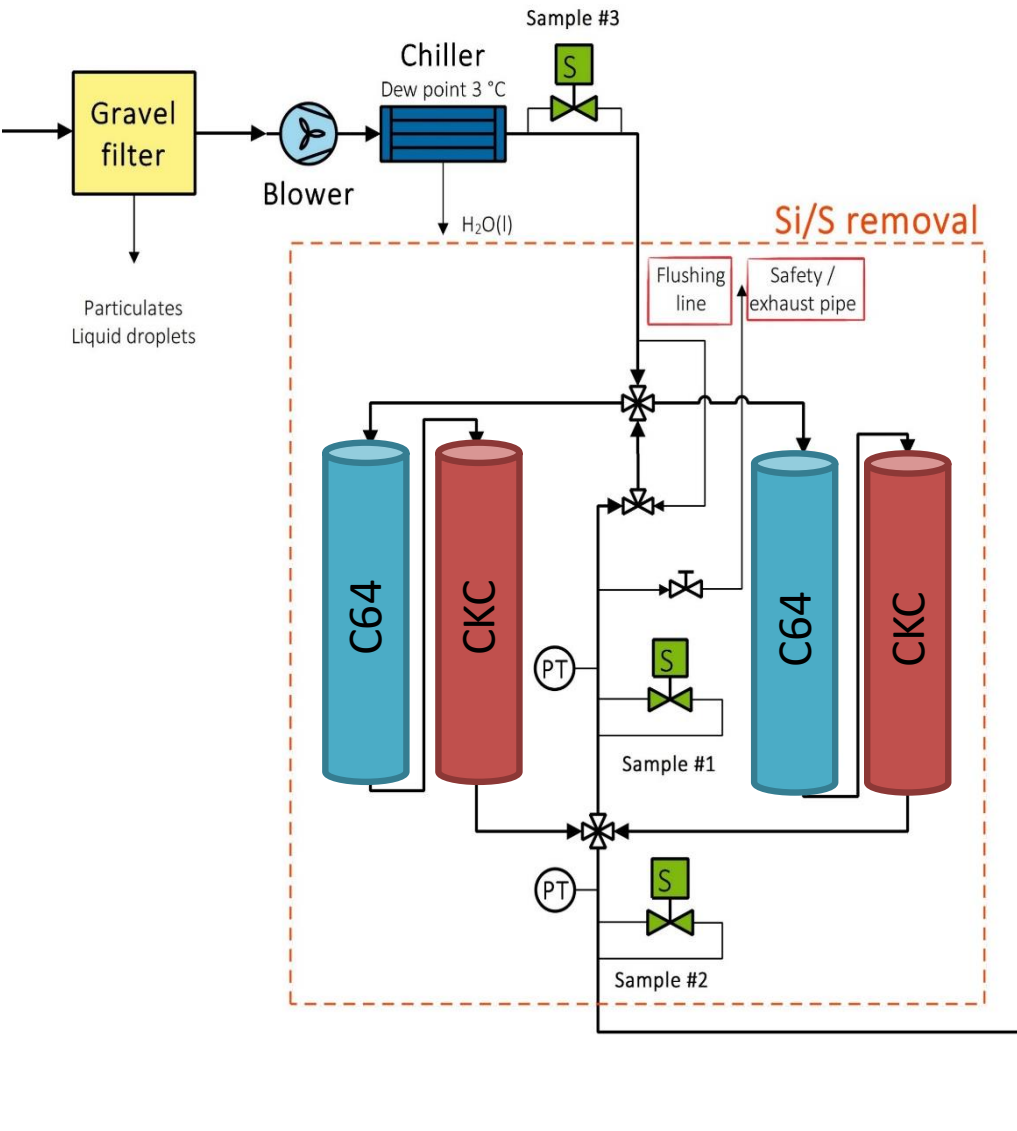 Sample #3
S
Chiller
Dew point 3 °C
Gravel
filter
Blower
H₂O(l)
Particulates
Liquid droplets
Si/S removal
Flushing
line
Safety /
exhaust pipe
C64
CKC
C64
CKC
PT
S
Sample #1
PT
S
Sample #2